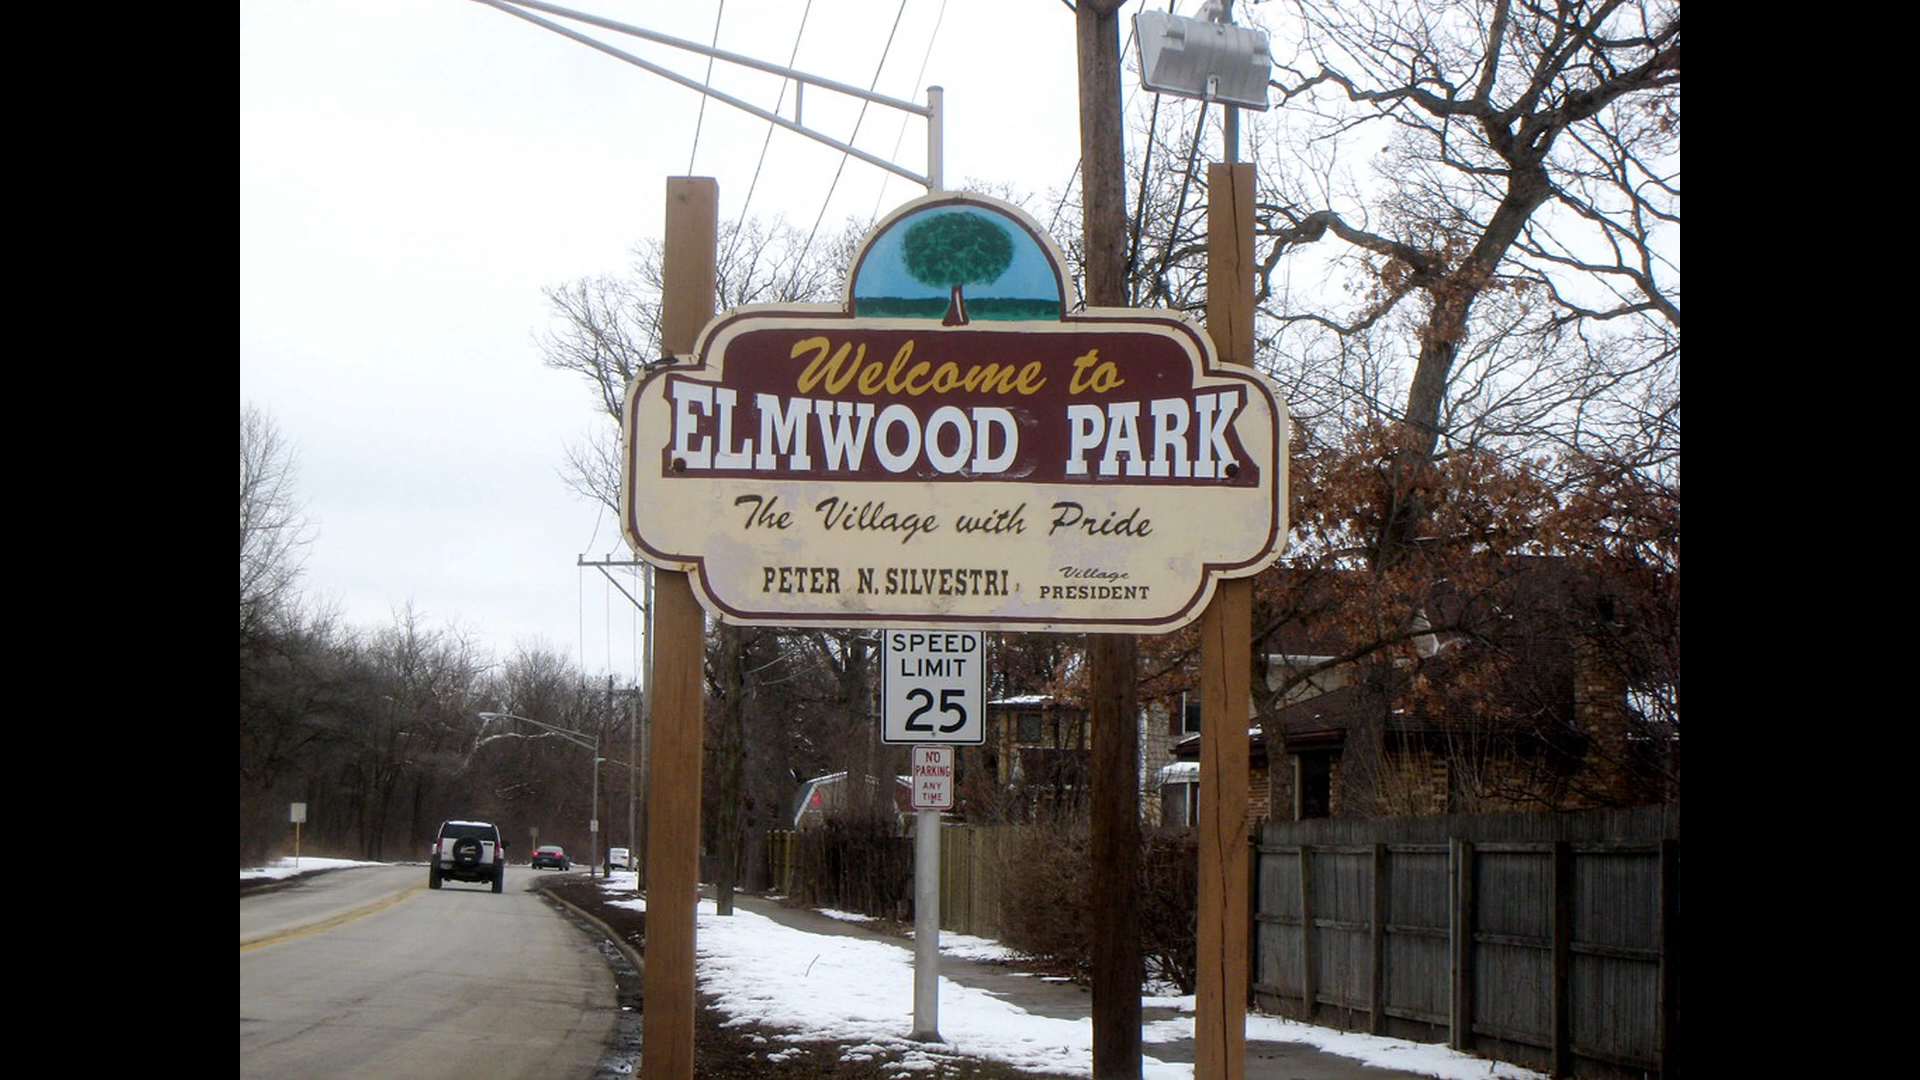 Welcome to
ELMWOOD PARK
The Village with Pride
PETER N. SILVESTRI, Village PRESIDENT
SPEED
LIMIT
25
NO
PARKING
ANY
TIME